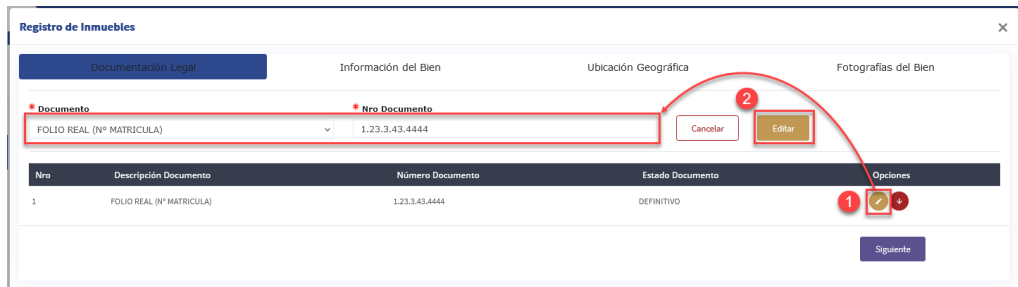 Registro de Inmuebles
Documentación Legal Información del Bien Ubicación Geográfica Fotografías del Bien
* Documento * Nro Documento
2
FOLIO REAL (Nº MATRICULA) 1.23.3.43.4444 Cancelar Editar
Nro Descripción Documento Número Documento Estado Documento Opciones
1 FOLIO REAL (N° MATRICULA) 1.23.3.43.4444 DEFINITIVO 1
Siguiente